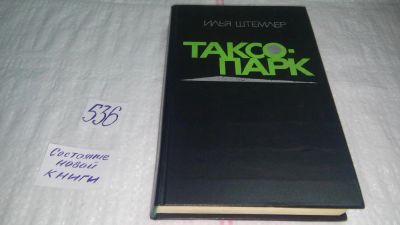 ИЛЬЯ ШТЕМЛЕР
ТАКСО-
ПАРК
536
Состояние
новой
книги